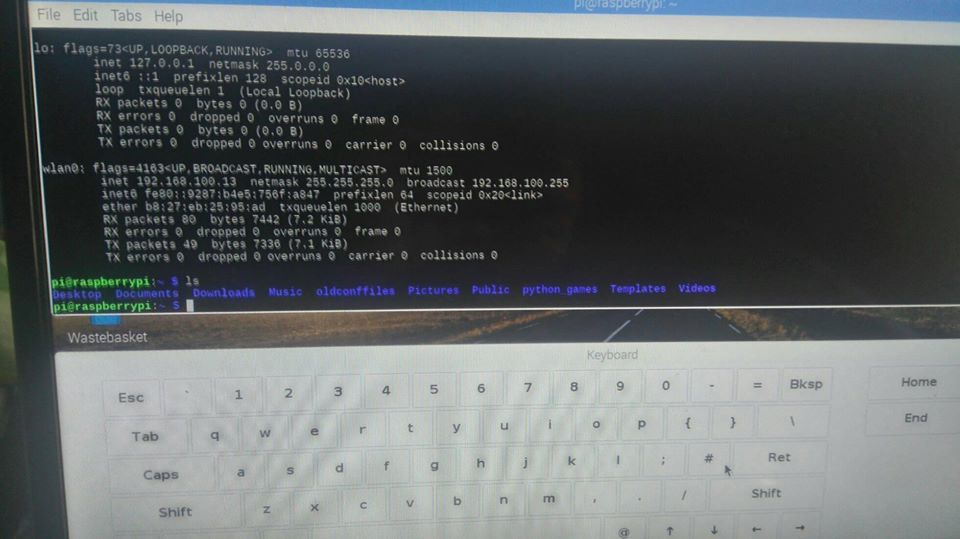 pi@raspberrypi: ~
File Edit Tabs Help
lo: flags=73<UP,LOOPBACK,RUNNING> mtu 65536
inet 127.0.0.1 netmask 255.0.0.0
inet6 ::1 prefixlen 128 scopeid 0x10<host>
loop txqueuelen 1 (Local Loopback)
RX packets 0 bytes 0 (0.0 B)
RX errors 0 dropped 0 overruns 0 frame 0
TX packets 0 bytes 0 (0.0 B)
TX errors 0 dropped 0 overruns 0 carrier 0 collisions 0
wlan0: flags=4163<UP,BROADCAST,RUNNING,MULTICAST> mtu 1500
inet 192.168.100.13 netmask 255.255.255.0 broadcast 192.168.100.255
inet6 fe80::9287:b4e5:756f:a847 prefixlen 64 scopeid 0x20<link>
ether b8:27:eb:25:95:ad txqueuelen 1000 (Ethernet)
RX packets 80 bytes 7442 (7.2 KiB)
RX errors 0 dropped 0 overruns 0 frame 0
TX packets 49 bytes 7336 (7.1 KiB)
TX errors 0 dropped 0 overruns 0 carrier 0 collisions 0
pi@raspberrypi:~ $ ls
Desktop Documents Downloads Music oldconffiles Pictures Public python_games Templates Videos
pi@raspberrypi:~ $
Wastebasket
Keyboard
Esc ` 1 2 3 4 5 6 7 8 9 0 - = Bksp Home
Tab q w e r t y u i o p { } \ End
Caps a s d f g h j k l ; # Ret
Shift z x c v b n m , . / Shift
@ ↑ ↓ ← →